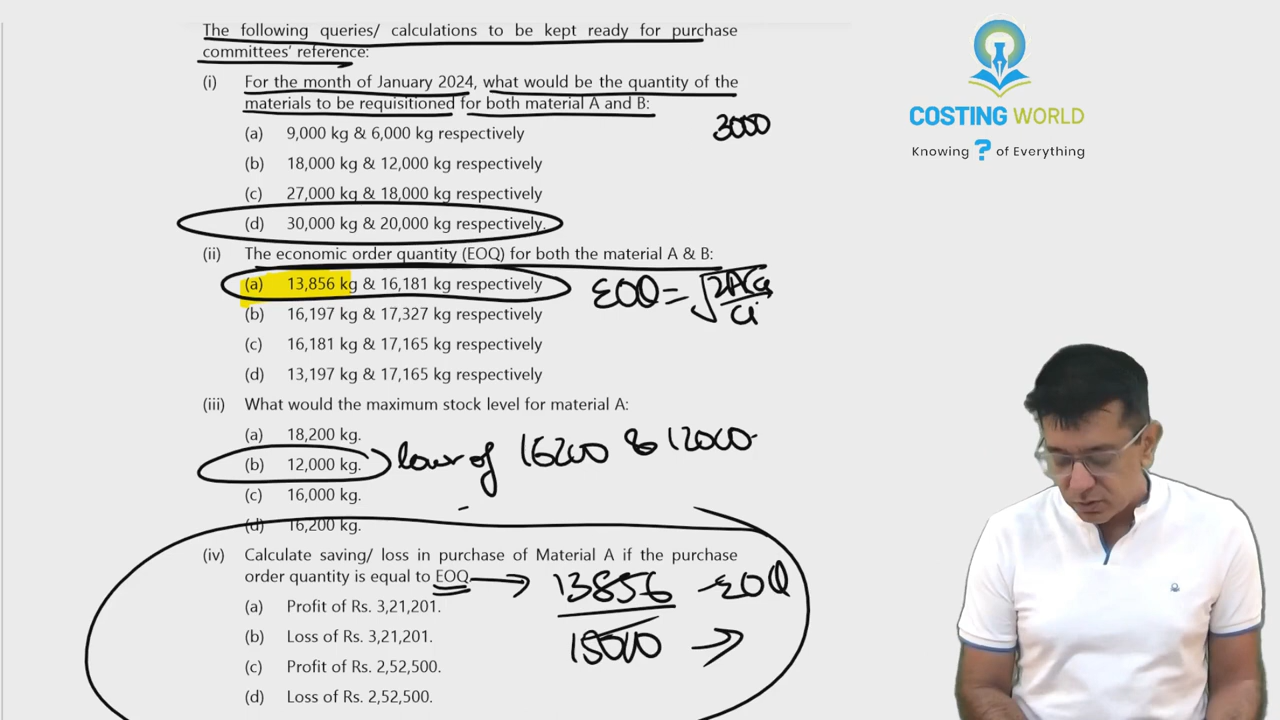 The following queries/ calculations to be kept ready for purchase
committees' reference:
(i) For the month of January 2024, what would be the quantity of the
materials to be requisitioned for both material A and B:
(a) 9,000 kg & 6,000 kg respectively
3000
(b) 18,000 kg & 12,000 kg respectively
(c) 27,000 kg & 18,000 kg respectively
(d) 30,000 kg & 20,000 kg respectively.
(ii) The economic order quantity (EOQ) for both the material A & B:
(a) 13,856 kg & 16,181 kg respectively
EOQ = √2ACo/Ci
(b) 16,197 kg & 17,327 kg respectively
(c) 16,181 kg & 17,165 kg respectively
(d) 13,197 kg & 17,165 kg respectively
(iii) What would the maximum stock level for material A:
(a) 18,200 kg.
(b) 12,000 kg.
lower of 16200 & 12000
(c) 16,000 kg.
(d) 16,200 kg.
(iv) Calculate saving/ loss in purchase of Material A if the purchase
order quantity is equal to EOQ
13856 EOQ
(a) Profit of Rs. 3,21,201.
(b) Loss of Rs. 3,21,201.
15000
(c) Profit of Rs. 2,52,500.
(d) Loss of Rs. 2,52,500.
COSTING WORLD
Knowing ? of Everything